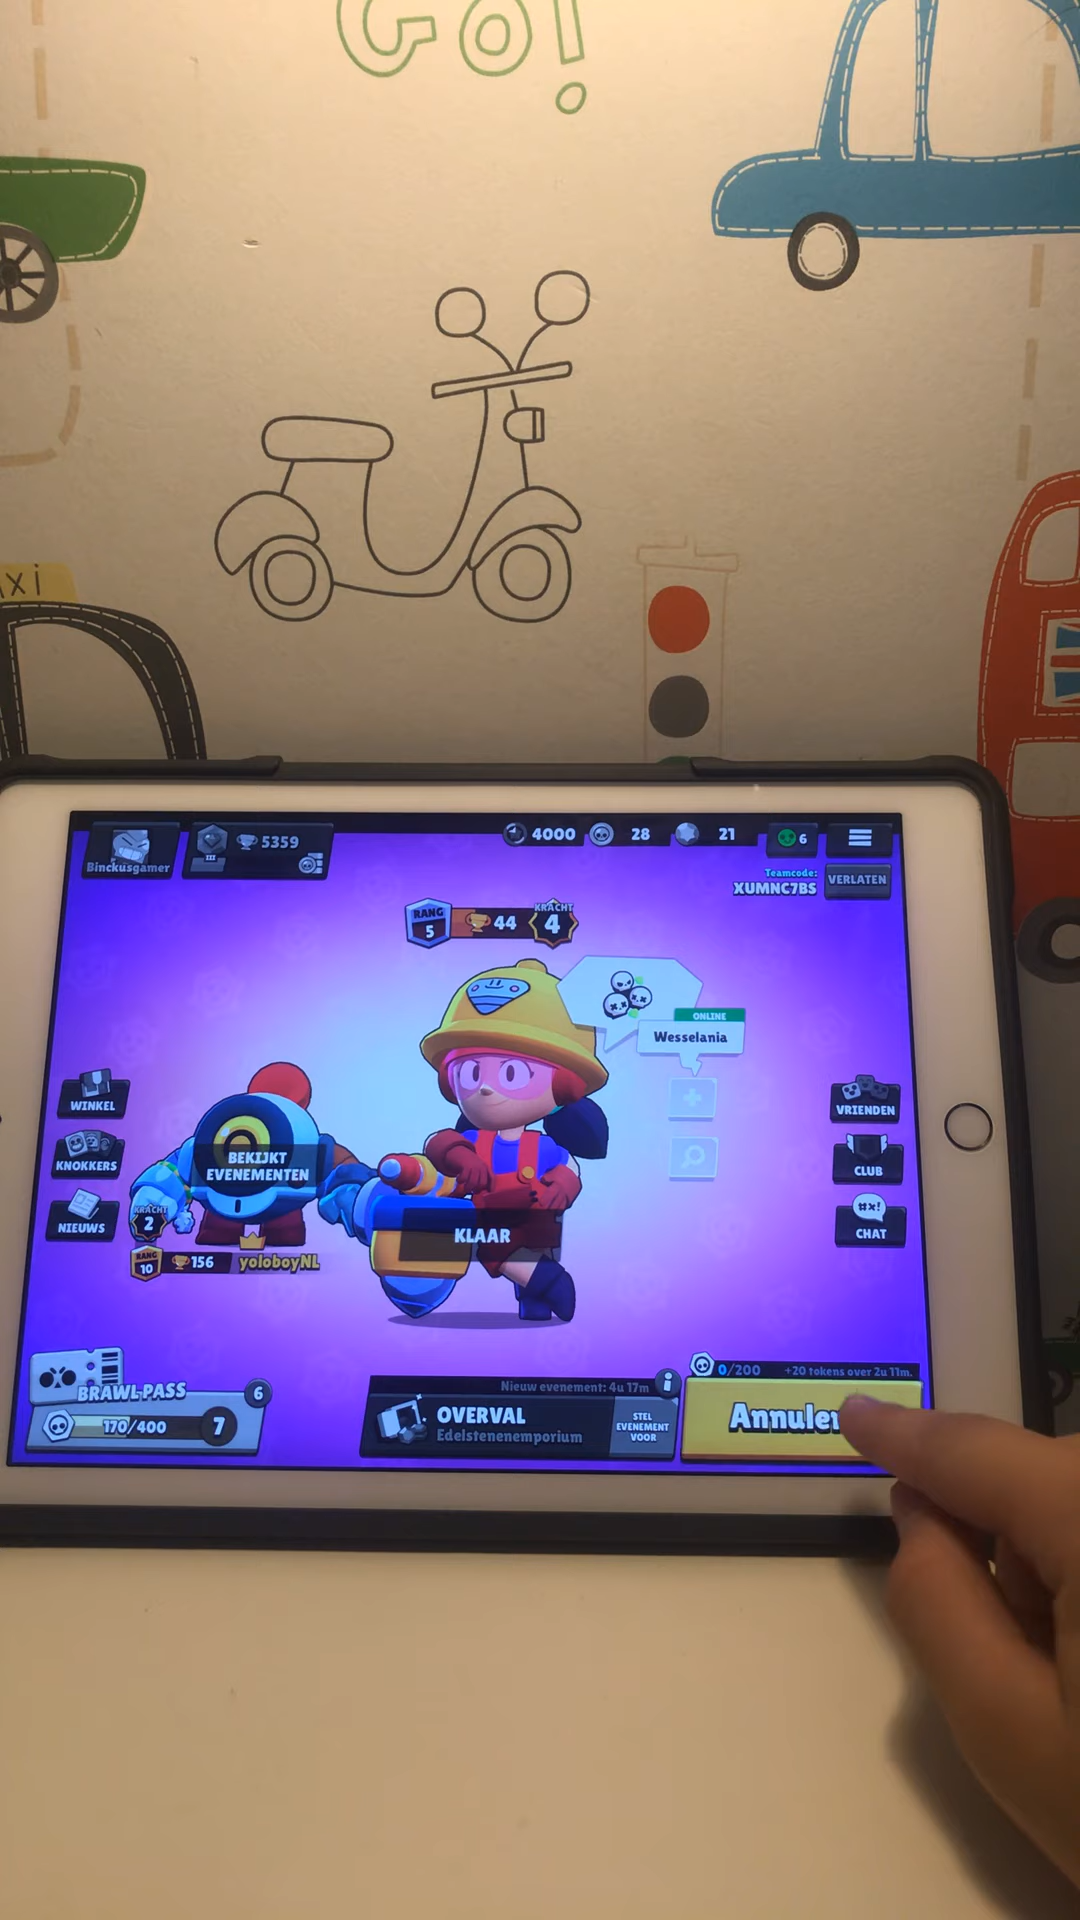 GO!
xi
Binckusgamer
III
5359
4000
28
21
6
Teamcode:
XUMNC7BS
VERLATEN
RANG
5
44
KRACHT
4
ONLINE
Wesselania
WINKEL
KNOKKERS
NIEUWS
BEKIJKT
EVENEMENTEN
KLAAR
KRACHT
2
RANG
10
156
yoloboyNL
VRIENDEN
CLUB
#x!
CHAT
BRAWL PASS
6
170/400
7
Nieuw evenement: 4u 17m
i
OVERVAL
Edelstenenemporium
STEL
EVENEMENT
VOOR
0/200
+20 tokens over 2u 11m.
Annule